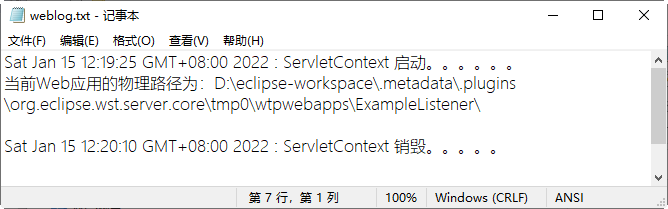 weblog.txt - 记事本
文件(F) 编辑(E) 格式(O) 查看(V) 帮助(H)
Sat Jan 15 12:19:25 GMT+08:00 2022 : ServletContext 启动。。。。。。
当前Web应用的物理路径为：D:\eclipse-workspace\.metadata\.plugins
\org.eclipse.wst.server.core\tmp0\wtpwebapps\ExampleListener\
Sat Jan 15 12:20:10 GMT+08:00 2022 : ServletContext 销毁。。。。。
第 7 行，第 1 列 100% Windows (CRLF) ANSI